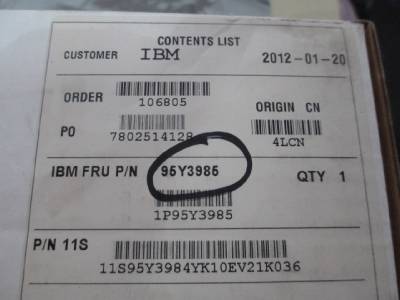 CONTENTS LIST
CUSTOMER IBM 2012-01-20
ORDER
106805
ORIGIN CN
PO
7802514128
4LCN
IBM FRU P/N 95Y3985 QTY 1
1P95Y3985
P/N 11S
11S95Y3984YK10EV21K036